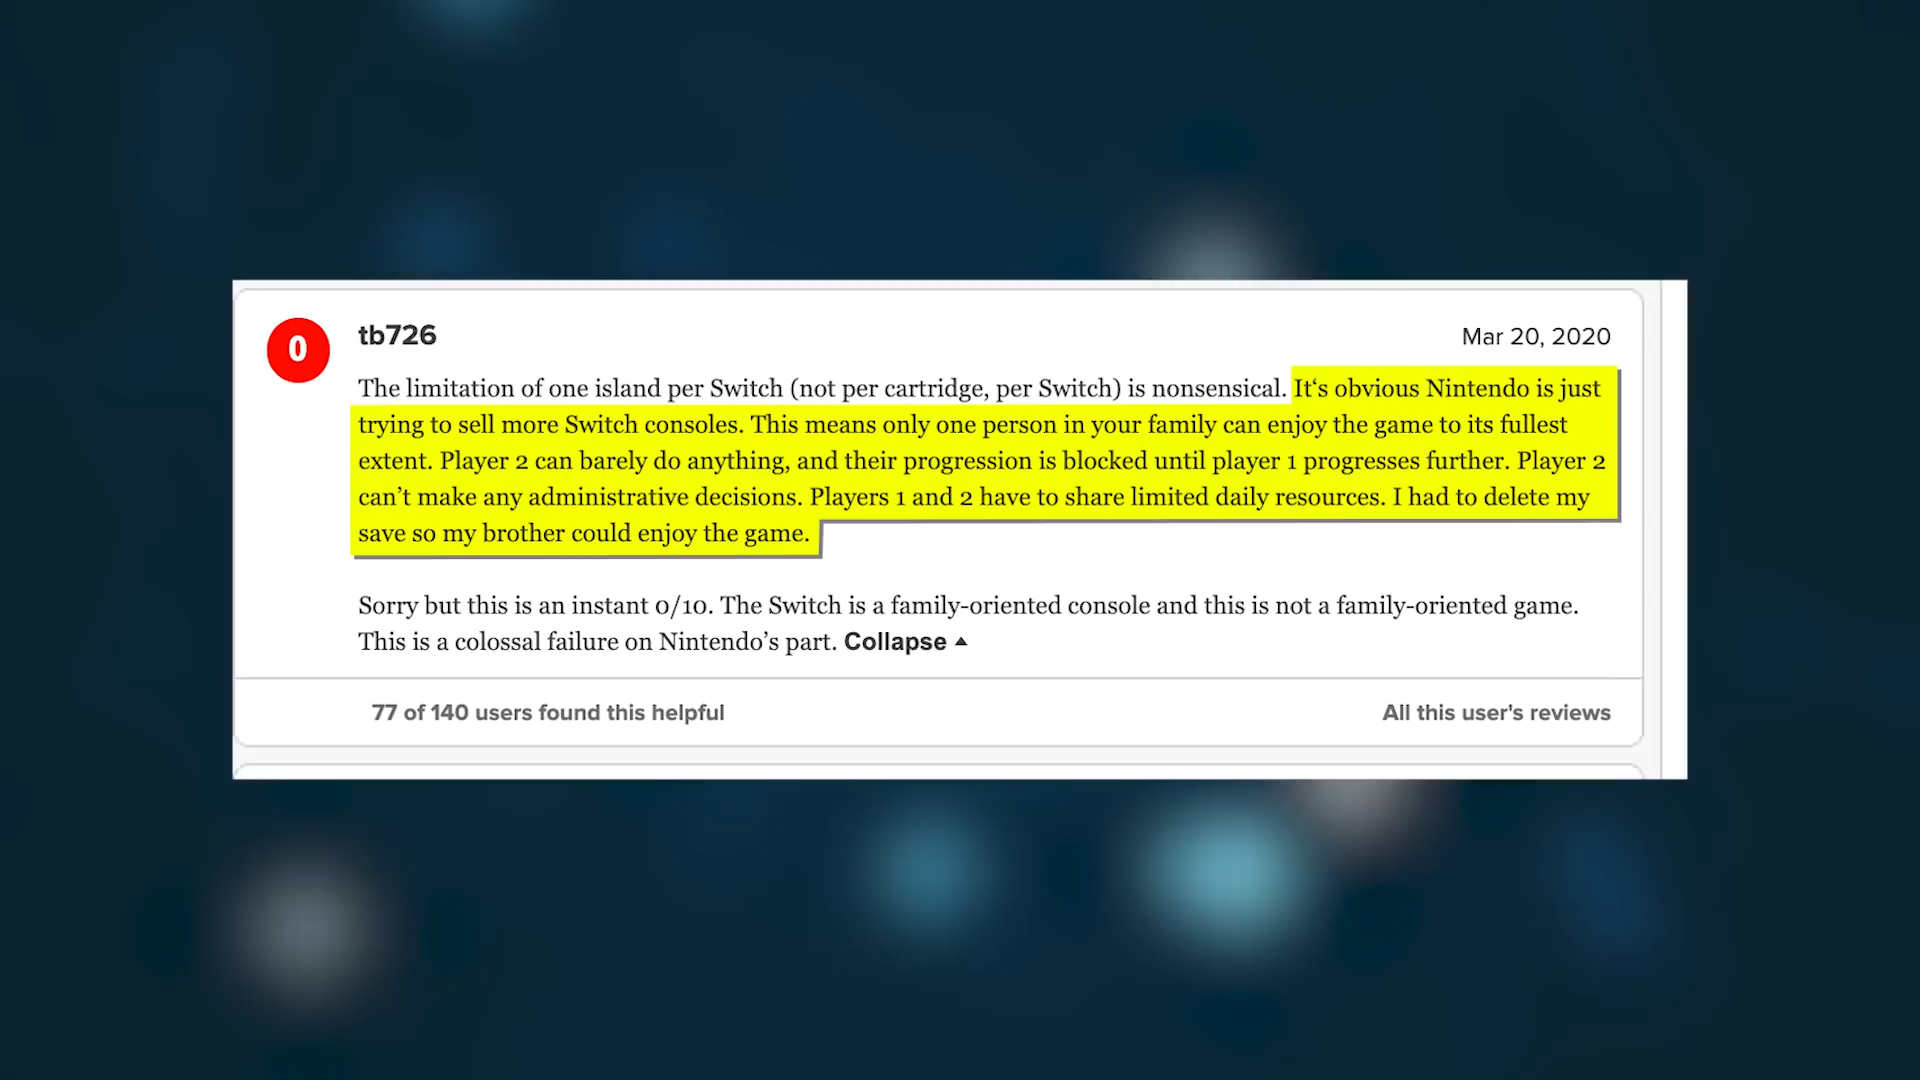 0
tb726
Mar 20, 2020
The limitation of one island per Switch (not per cartridge, per Switch) is nonsensical. It‘s obvious Nintendo is just
trying to sell more Switch consoles. This means only one person in your family can enjoy the game to its fullest
extent. Player 2 can barely do anything, and their progression is blocked until player 1 progresses further. Player 2
can’t make any administrative decisions. Players 1 and 2 have to share limited daily resources. I had to delete my
save so my brother could enjoy the game.
Sorry but this is an instant 0/10. The Switch is a family-oriented console and this is not a family-oriented game.
This is a colossal failure on Nintendo’s part. Collapse ▲
77 of 140 users found this helpful
All this user's reviews